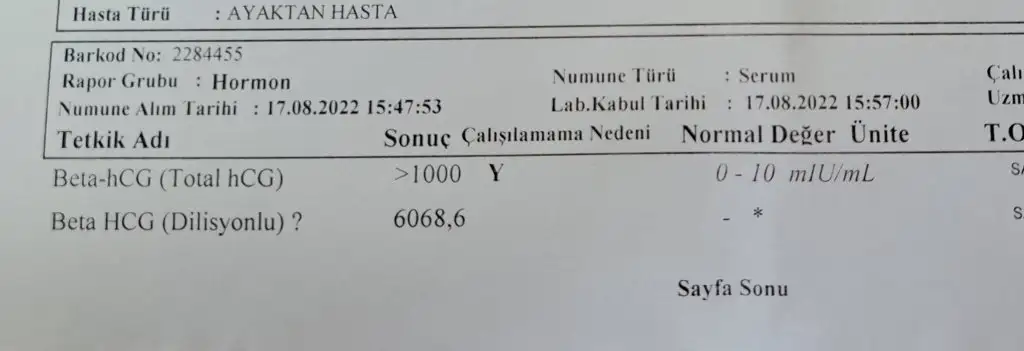 Hasta Türü : AYAKTAN HASTA
Barkod No: 2284455
Rapor Grubu : Hormon
Numune Türü : Serum
Numune Alım Tarihi : 17.08.2022 15:47:53
Lab.Kabul Tarihi : 17.08.2022 15:57:00
Tetkik Adı Sonuç Çalışılamama Nedeni Normal Değer Ünite
Beta-hCG (Total hCG) >1000 Y 0 - 10 mIU/mL
Beta HCG (Dilisyonlu) ? 6068,6 - *
Sayfa Sonu